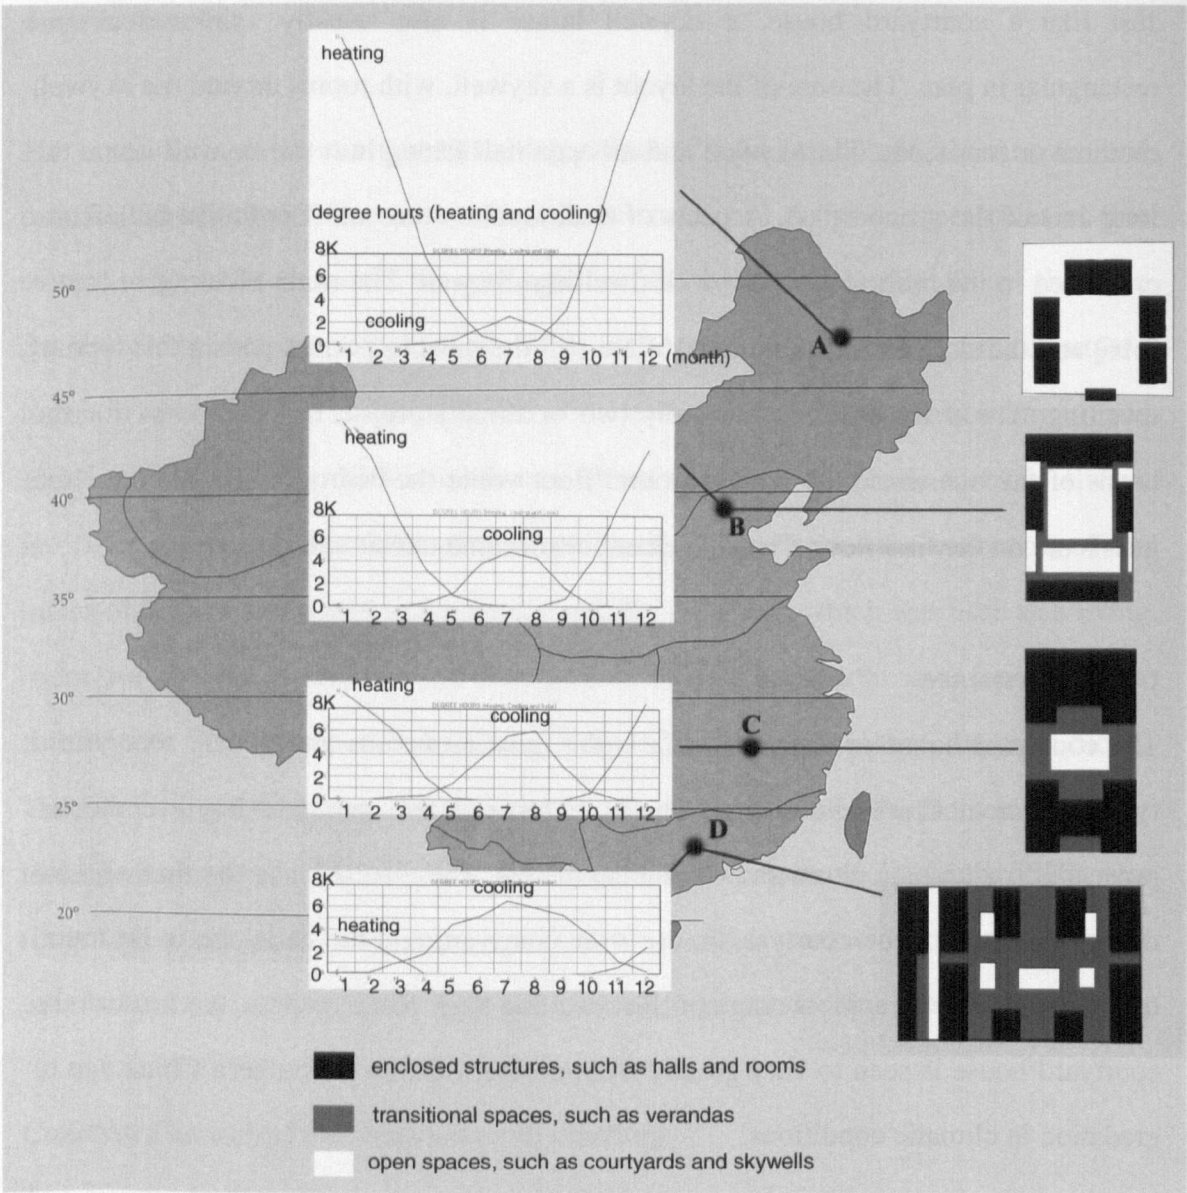 heating
degree hours (heating and cooling)
8K
6
4
2
0
cooling
1 2 3 4 5 6 7 8 9 10 11 12 (month)
50°
45°
40°
35°
30°
25°
20°
A
B
C
D
heating
8K
6
4
2
0
cooling
1 2 3 4 5 6 7 8 9 10 11 12
heating
8K
6
4
2
0
cooling
1 2 3 4 5 6 7 8 9 10 11 12
8K
6
4
2
0
cooling
heating
1 2 3 4 5 6 7 8 9 10 11 12
enclosed structures, such as halls and rooms
transitional spaces, such as verandas
open spaces, such as courtyards and skywells